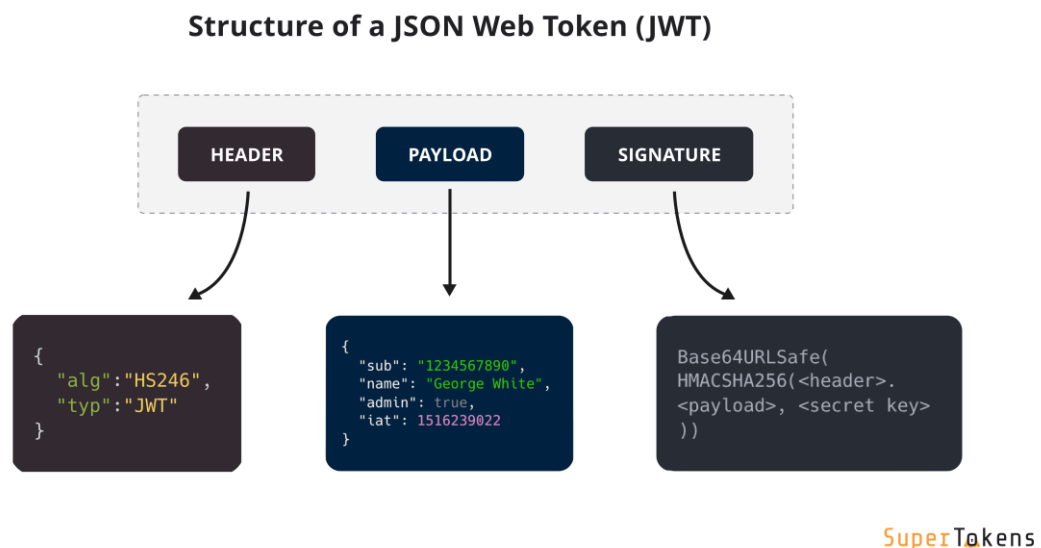 Structure of a JSON Web Token (JWT)
HEADER
PAYLOAD
SIGNATURE
{
"alg":"HS246",
"typ":"JWT"
}
{
"sub": "1234567890",
"name": "George White",
"admin": true,
"iat": 1516239022
}
Base64URLSafe(
HMACSHA256(<header>.
<payload>, <secret key>
))
SuperTokens